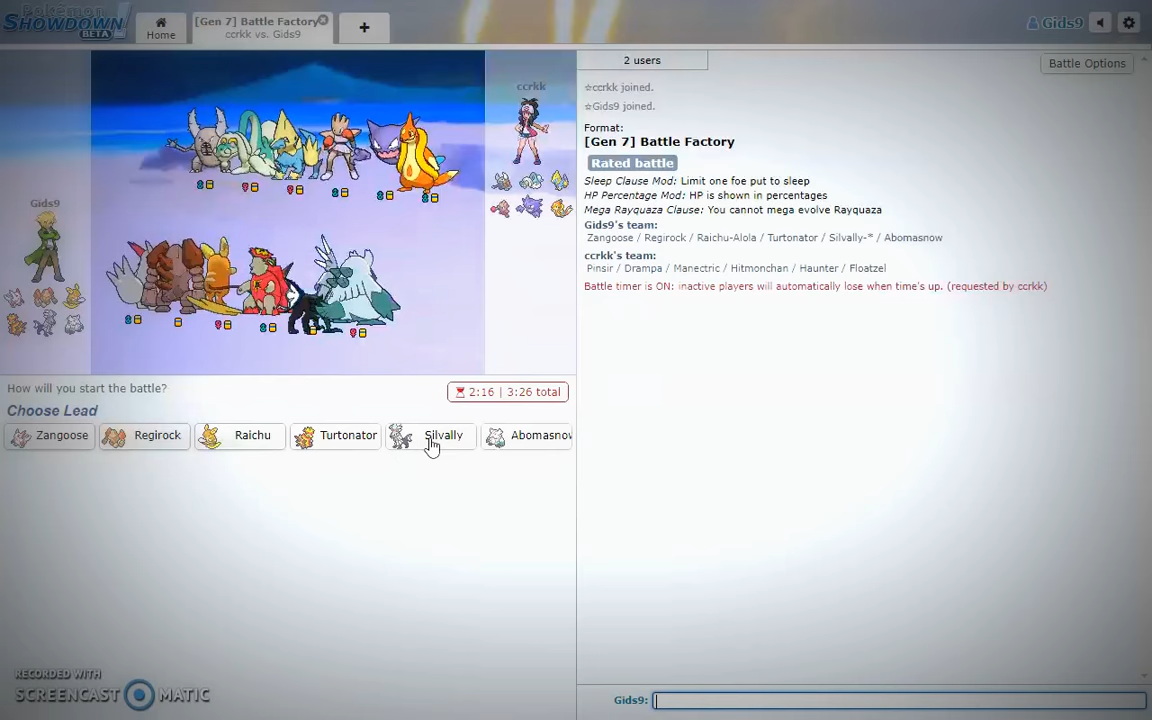 Pokémon
SHOWDOWN!
BETA
Home
[Gen 7] Battle Factory
ccrkk vs. Gids9
+
Gids9
2 users
Battle Options
☆ccrkk joined.
☆Gids9 joined.
Format:
[Gen 7] Battle Factory
Rated battle
Sleep Clause Mod: Limit one foe put to sleep
HP Percentage Mod: HP is shown in percentages
Mega Rayquaza Clause: You cannot mega evolve Rayquaza
Gids9's team:
Zangoose / Regirock / Raichu-Alola / Turtonator / Silvally-* / Abomasnow
ccrkk's team:
Pinsir / Drampa / Manectric / Hitmonchan / Haunter / Floatzel
Battle timer is ON: inactive players will automatically lose when time's up. (requested by ccrkk)
ccrkk
Gids9
How will you start the battle?
2:16 | 3:26 total
Choose Lead
Zangoose Regirock Raichu Turtonator Silvally Abomasnow
RECORDED WITH
SCREENCAST MATIC
Gids9: